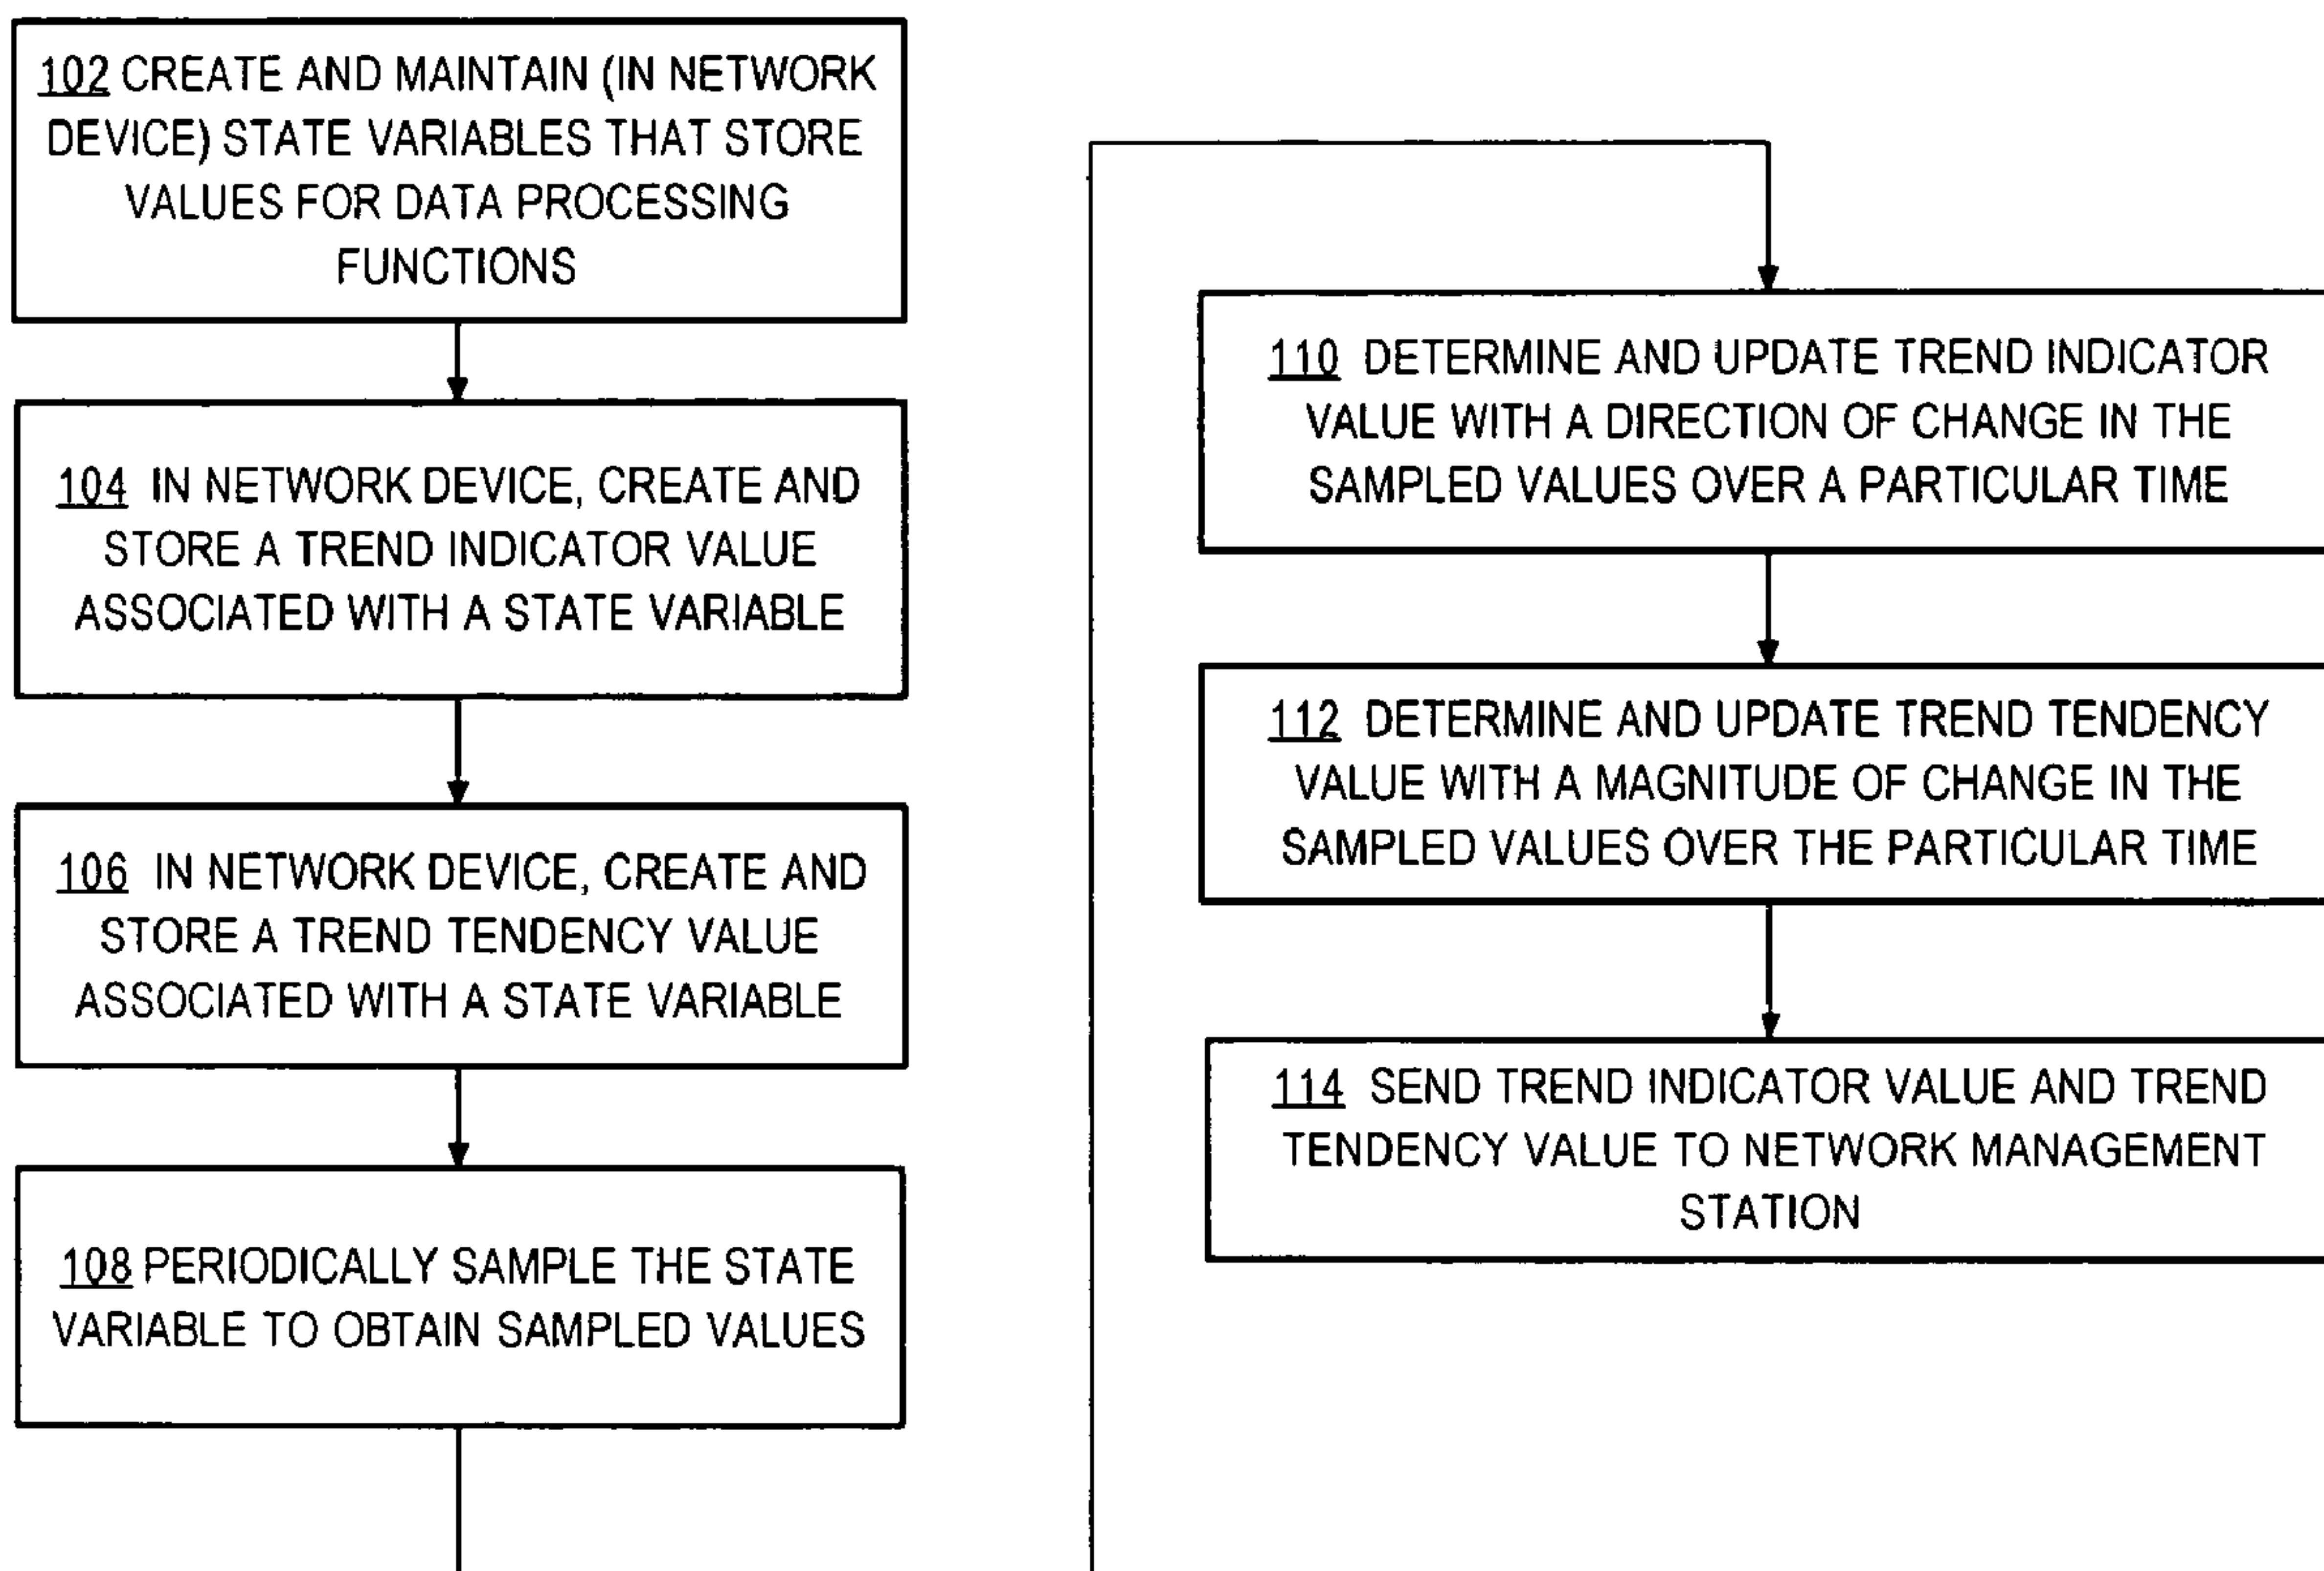 102 CREATE AND MAINTAIN (IN NETWORK
DEVICE) STATE VARIABLES THAT STORE
VALUES FOR DATA PROCESSING
FUNCTIONS
104 IN NETWORK DEVICE, CREATE AND
STORE A TREND INDICATOR VALUE
ASSOCIATED WITH A STATE VARIABLE
106 IN NETWORK DEVICE, CREATE AND
STORE A TREND TENDENCY VALUE
ASSOCIATED WITH A STATE VARIABLE
108 PERIODICALLY SAMPLE THE STATE
VARIABLE TO OBTAIN SAMPLED VALUES
110 DETERMINE AND UPDATE TREND INDICATOR
VALUE WITH A DIRECTION OF CHANGE IN THE
SAMPLED VALUES OVER A PARTICULAR TIME
112 DETERMINE AND UPDATE TREND TENDENCY
VALUE WITH A MAGNITUDE OF CHANGE IN THE
SAMPLED VALUES OVER THE PARTICULAR TIME
114 SEND TREND INDICATOR VALUE AND TREND
TENDENCY VALUE TO NETWORK MANAGEMENT
STATION